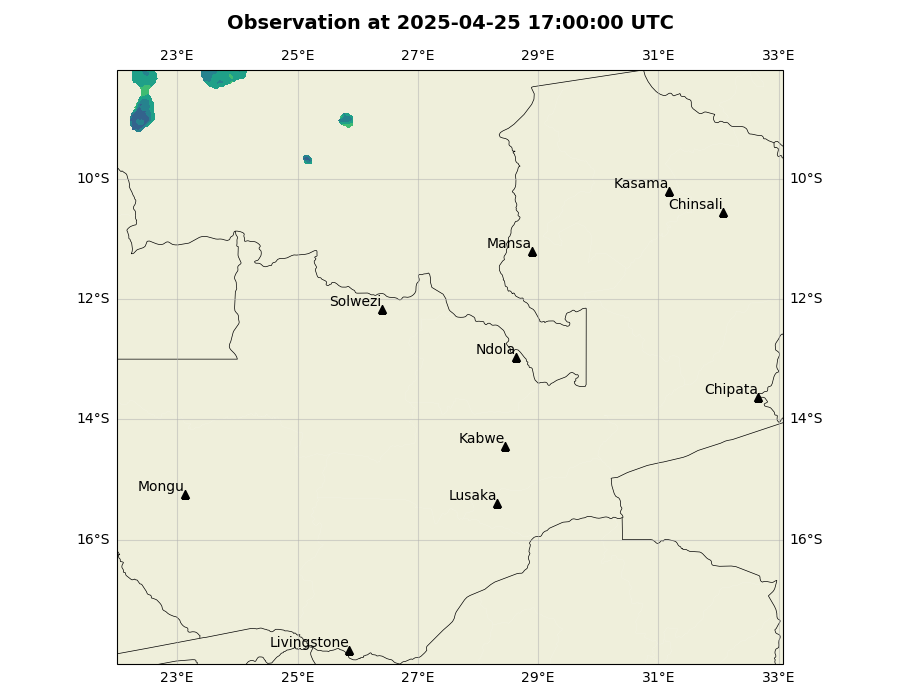 Observation at 2025-04-25 17:00:00 UTC
23°E 25°E 27°E 29°E 31°E 33°E
10°S 10°S
Kasama
Chinsali
Mansa
12°S 12°S
Solwezi
Ndola
Chipata
14°S 14°S
Kabwe
Mongu
Lusaka
16°S 16°S
Livingstone
23°E 25°E 27°E 29°E 31°E 33°E